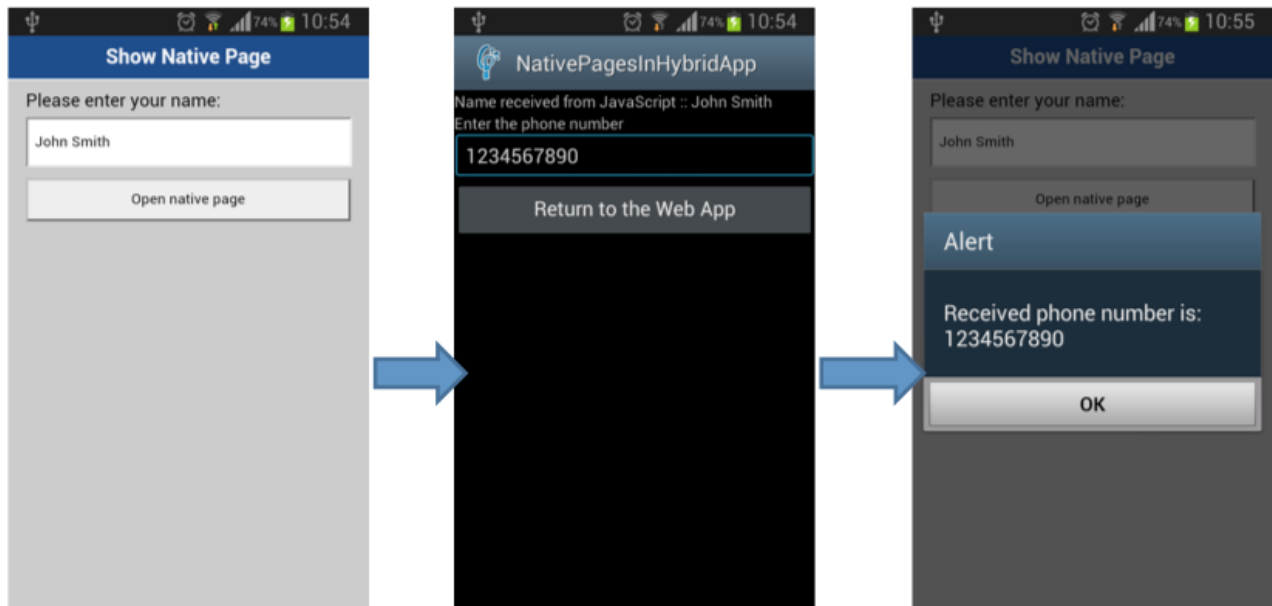 74% 10:54
Show Native Page
Please enter your name:
John Smith
Open native page
74% 10:54
NativePagesInHybridApp
Name received from JavaScript :: John Smith
Enter the phone number
1234567890
Return to the Web App
74% 10:55
Show Native Page
Please enter your name:
John Smith
Open native page
Alert
Received phone number is:
1234567890
OK